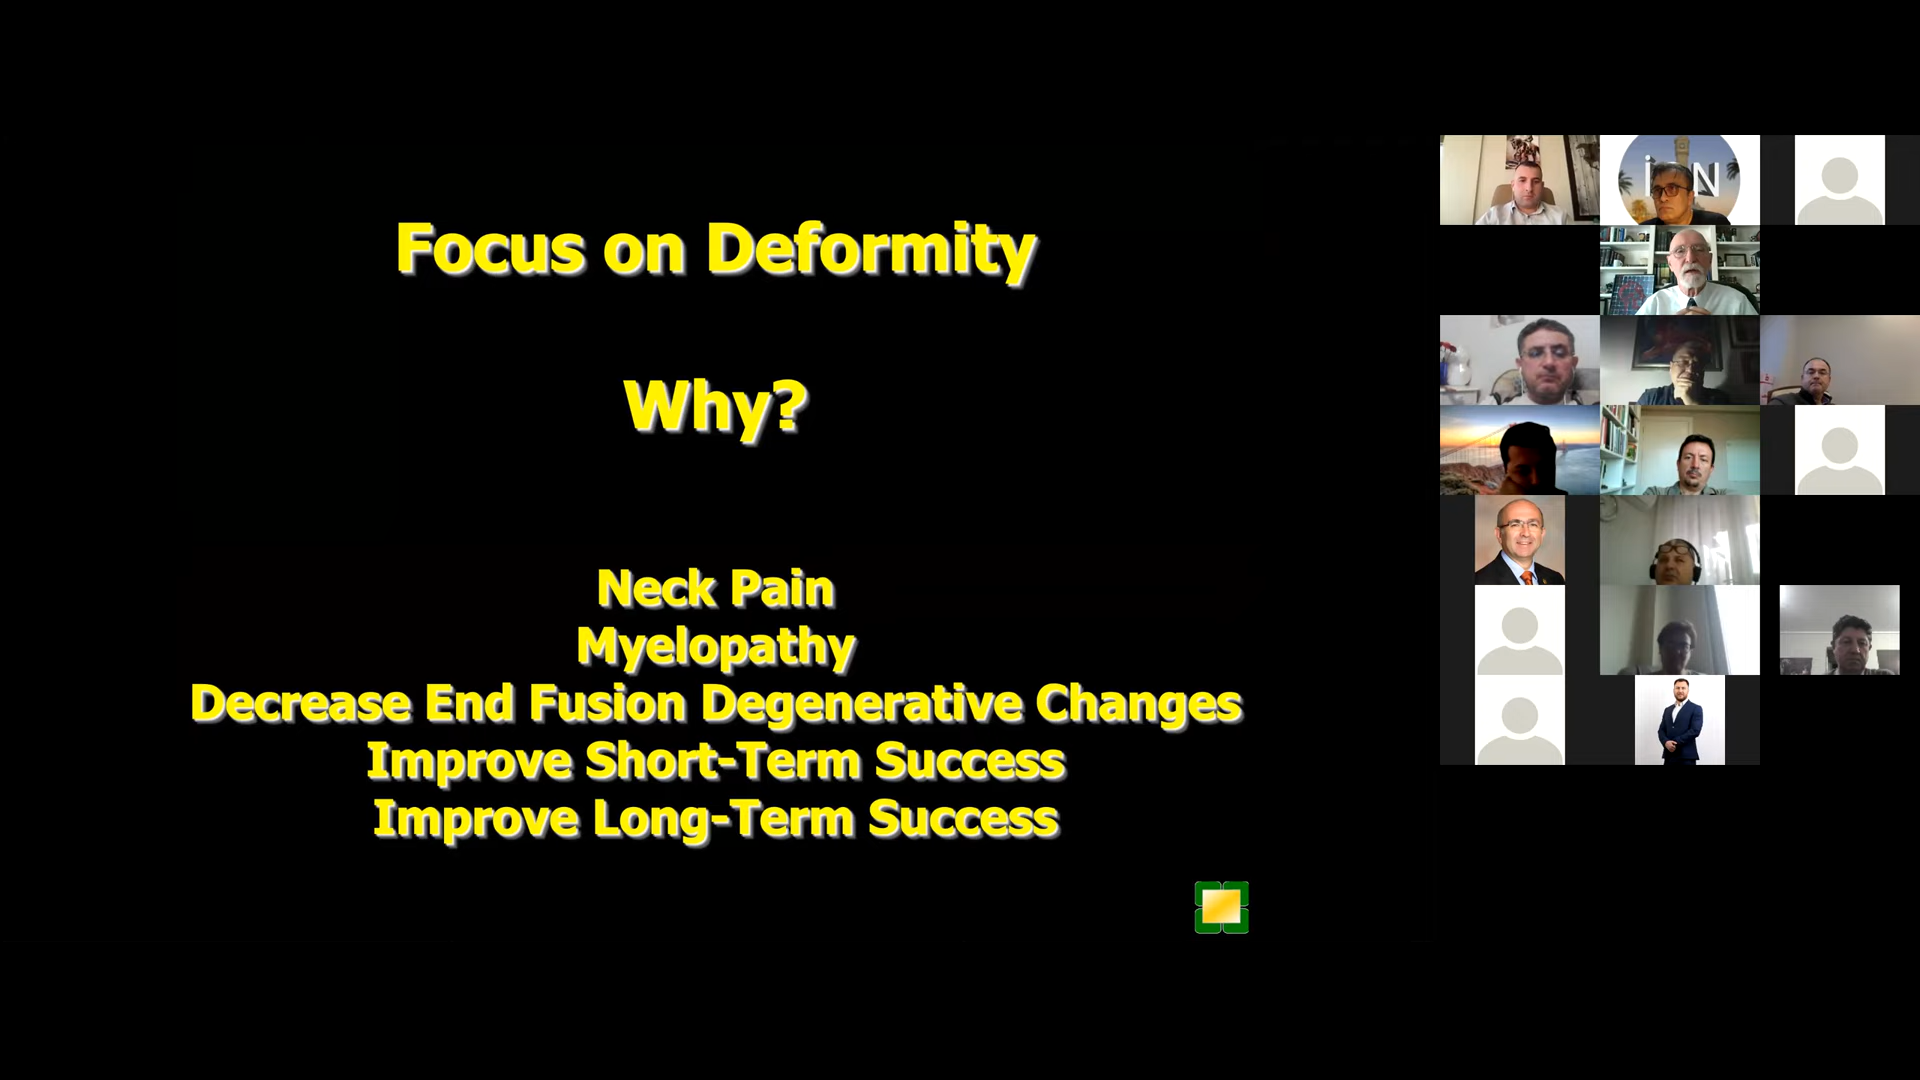 Focus on Deformity
Why?
Neck Pain
Myelopathy
Decrease End Fusion Degenerative Changes
Improve Short-Term Success
Improve Long-Term Success